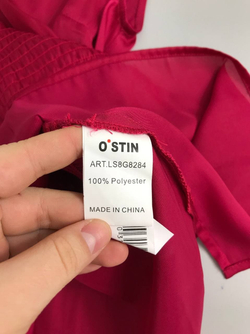 O'STIN
ART.LS8G8284
100% Polyester
MADE IN CHINA